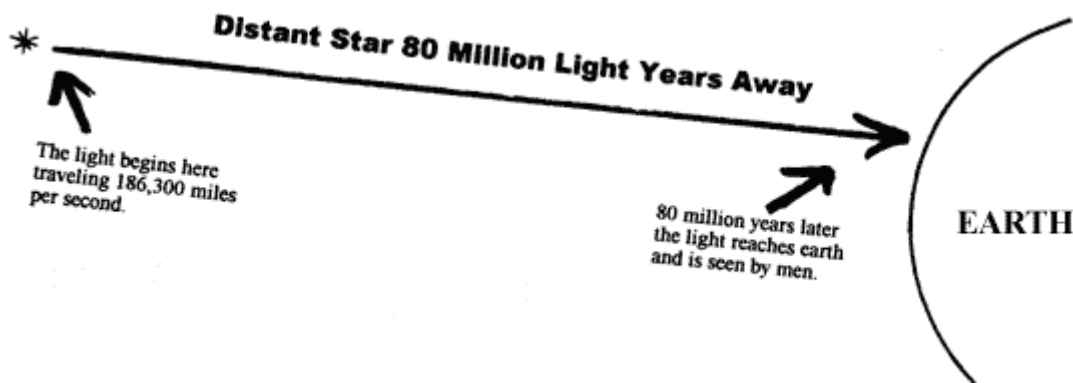 Distant Star 80 Million Light Years Away
The light begins here
traveling 186,300 miles
per second.
80 million years later
the light reaches earth
and is seen by men.
EARTH